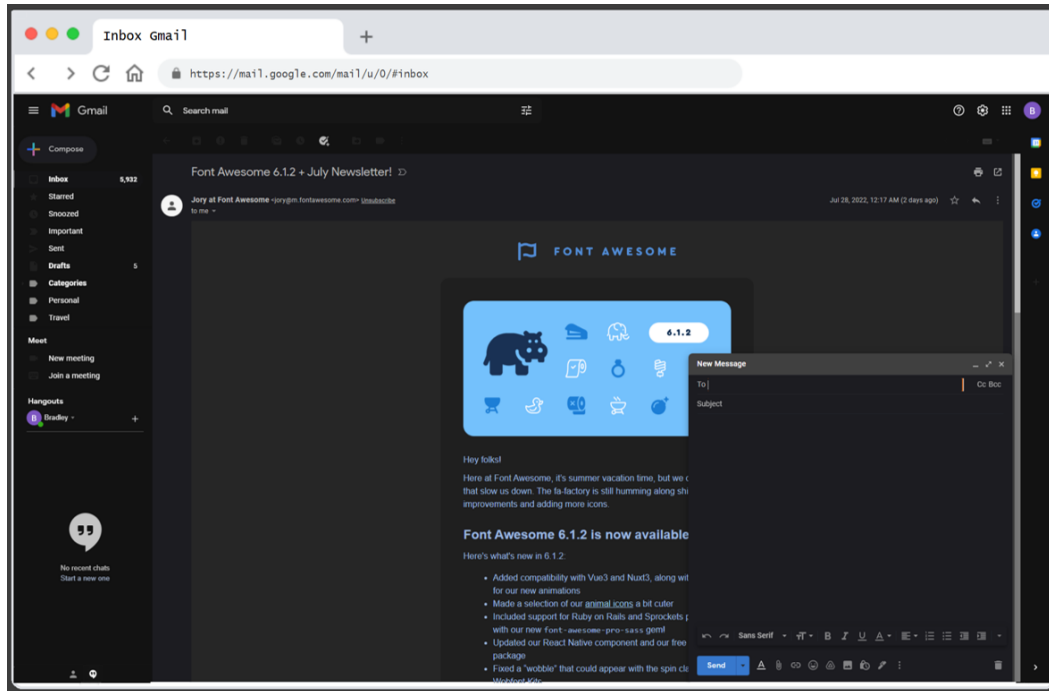 Inbox Gmail
https://mail.google.com/mail/u/0/#inbox
Gmail
Search mail
B
Compose
Inbox 5,932
Starred
Snoozed
Important
Sent
Drafts 5
Categories
Personal
Travel
Meet
New meeting
Join a meeting
Hangouts
B Bradley
No recent chats
Start a new one
Font Awesome 6.1.2 + July Newsletter!
Jory at Font Awesome <jory@m.fontawesome.com> Unsubscribe
to me
Jul 28, 2022, 12:17 AM (2 days ago)
FONT AWESOME
6.1.2
Hey folks!
Here at Font Awesome, it's summer vacation time, but we
that slow us down. The fa-factory is still humming along
improvements and adding more icons.
Font Awesome 6.1.2 is now available
Here's what's new in 6.1.2:
• Added compatibility with Vue3 and Nuxt3, along
for our new animations
• Made a selection of our animal icons a bit cuter
• Included support for Ruby on Rails and Sprockets
with our new font-awesome-pro-sass gem!
• Updated our React Native component and our free
package
• Fixed a "wobble" that could appear with the spin
New Message
To Cc Bcc
Subject
Sans Serif
B I U A
Send A